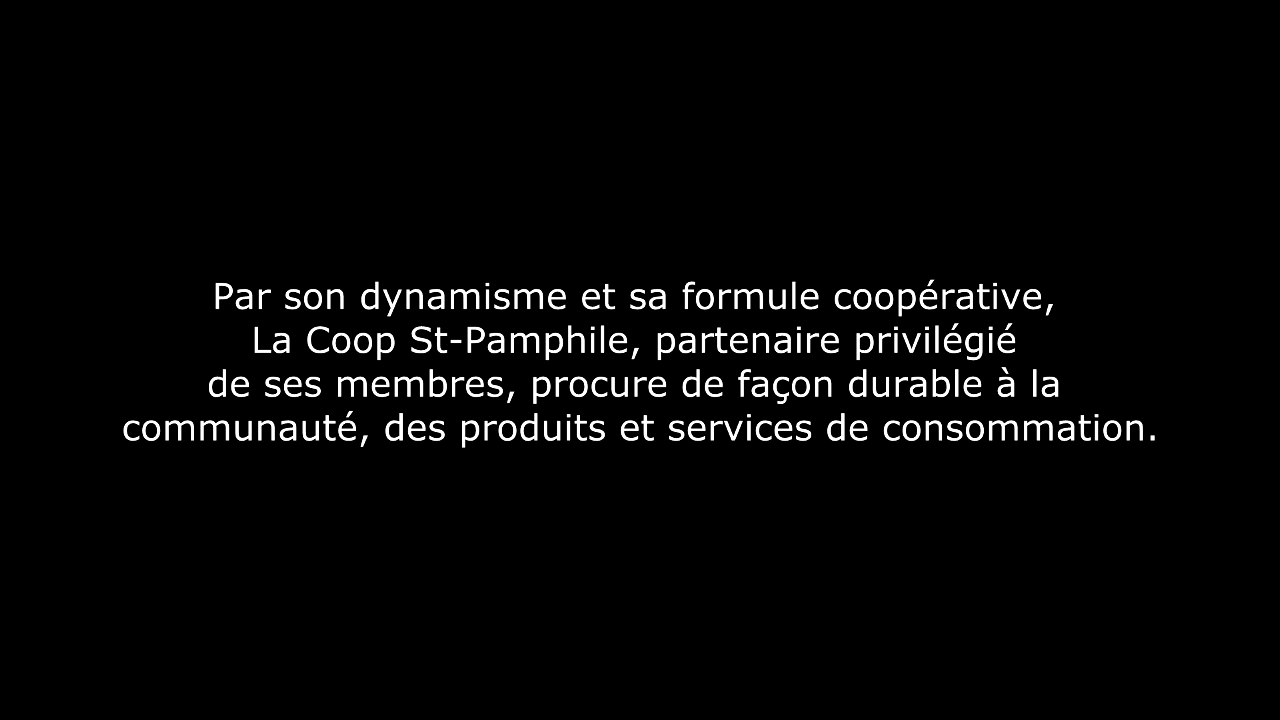 Par son dynamisme et sa formule coopérative,
La Coop St-Pamphile, partenaire privilégié
de ses membres, procure de façon durable à la
communauté, des produits et services de consommation.